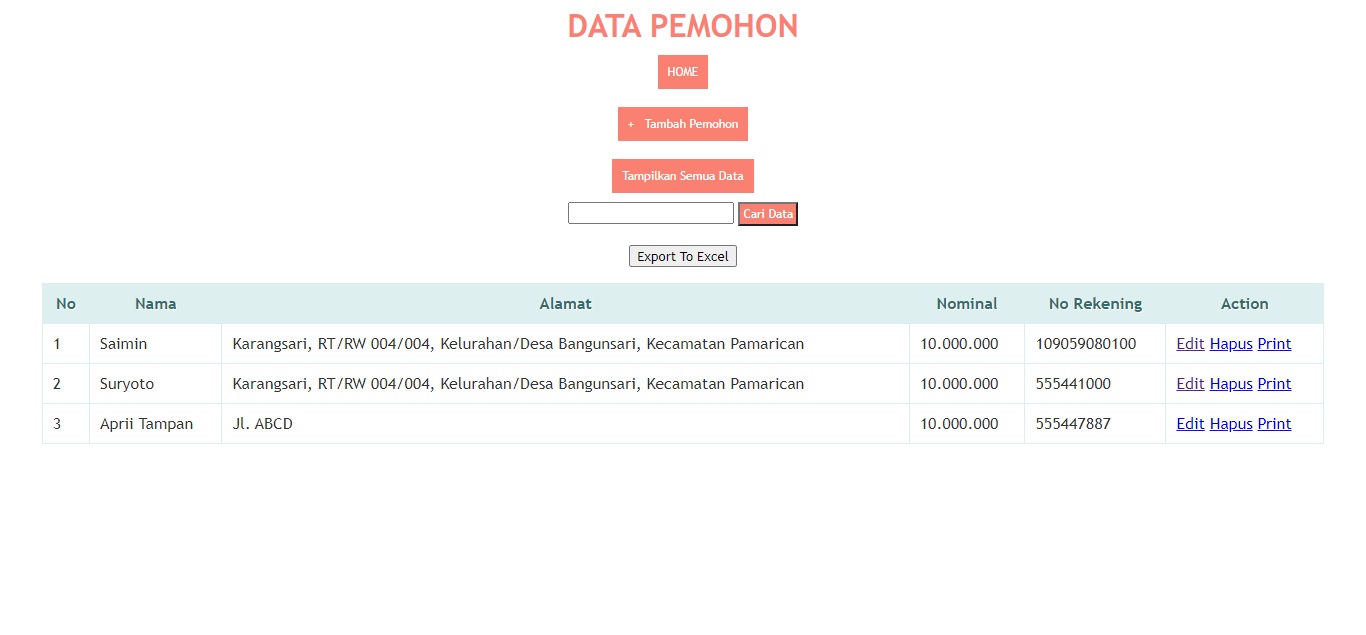 DATA PEMOHON
HOME
+ Tambah Pemohon
Tampilkan Semua Data
Cari Data
Export To Excel
No Nama Alamat Nominal No Rekening Action
1 Saimin Karangsari, RT/RW 004/004, Kelurahan/Desa Bangunsari, Kecamatan Pamarican 10.000.000 109059080100 Edit Hapus Print
2 Suryoto Karangsari, RT/RW 004/004, Kelurahan/Desa Bangunsari, Kecamatan Pamarican 10.000.000 555441000 Edit Hapus Print
3 Aprii Tampan Jl. ABCD 10.000.000 555447887 Edit Hapus Print